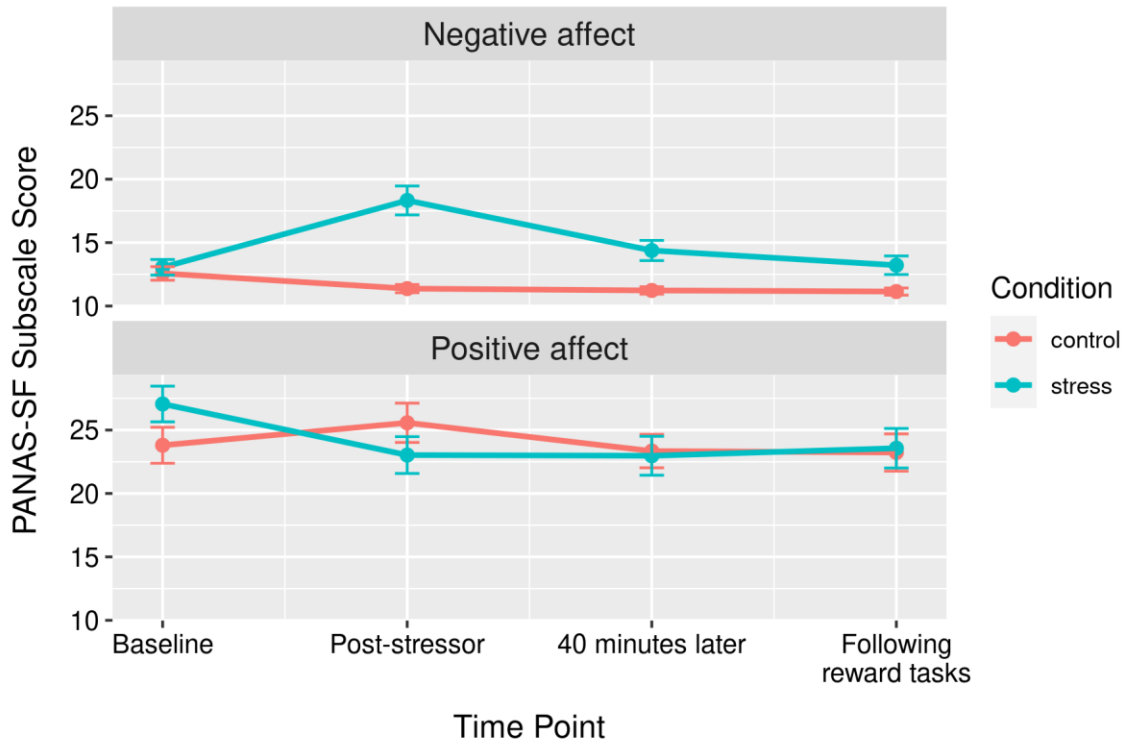 Negative affect
25
20
15
10
Positive affect
25
20
15
10
PANAS-SF Subscale Score
Baseline
Post-stressor
40 minutes later
Following
reward tasks
Time Point
Condition
control
stress